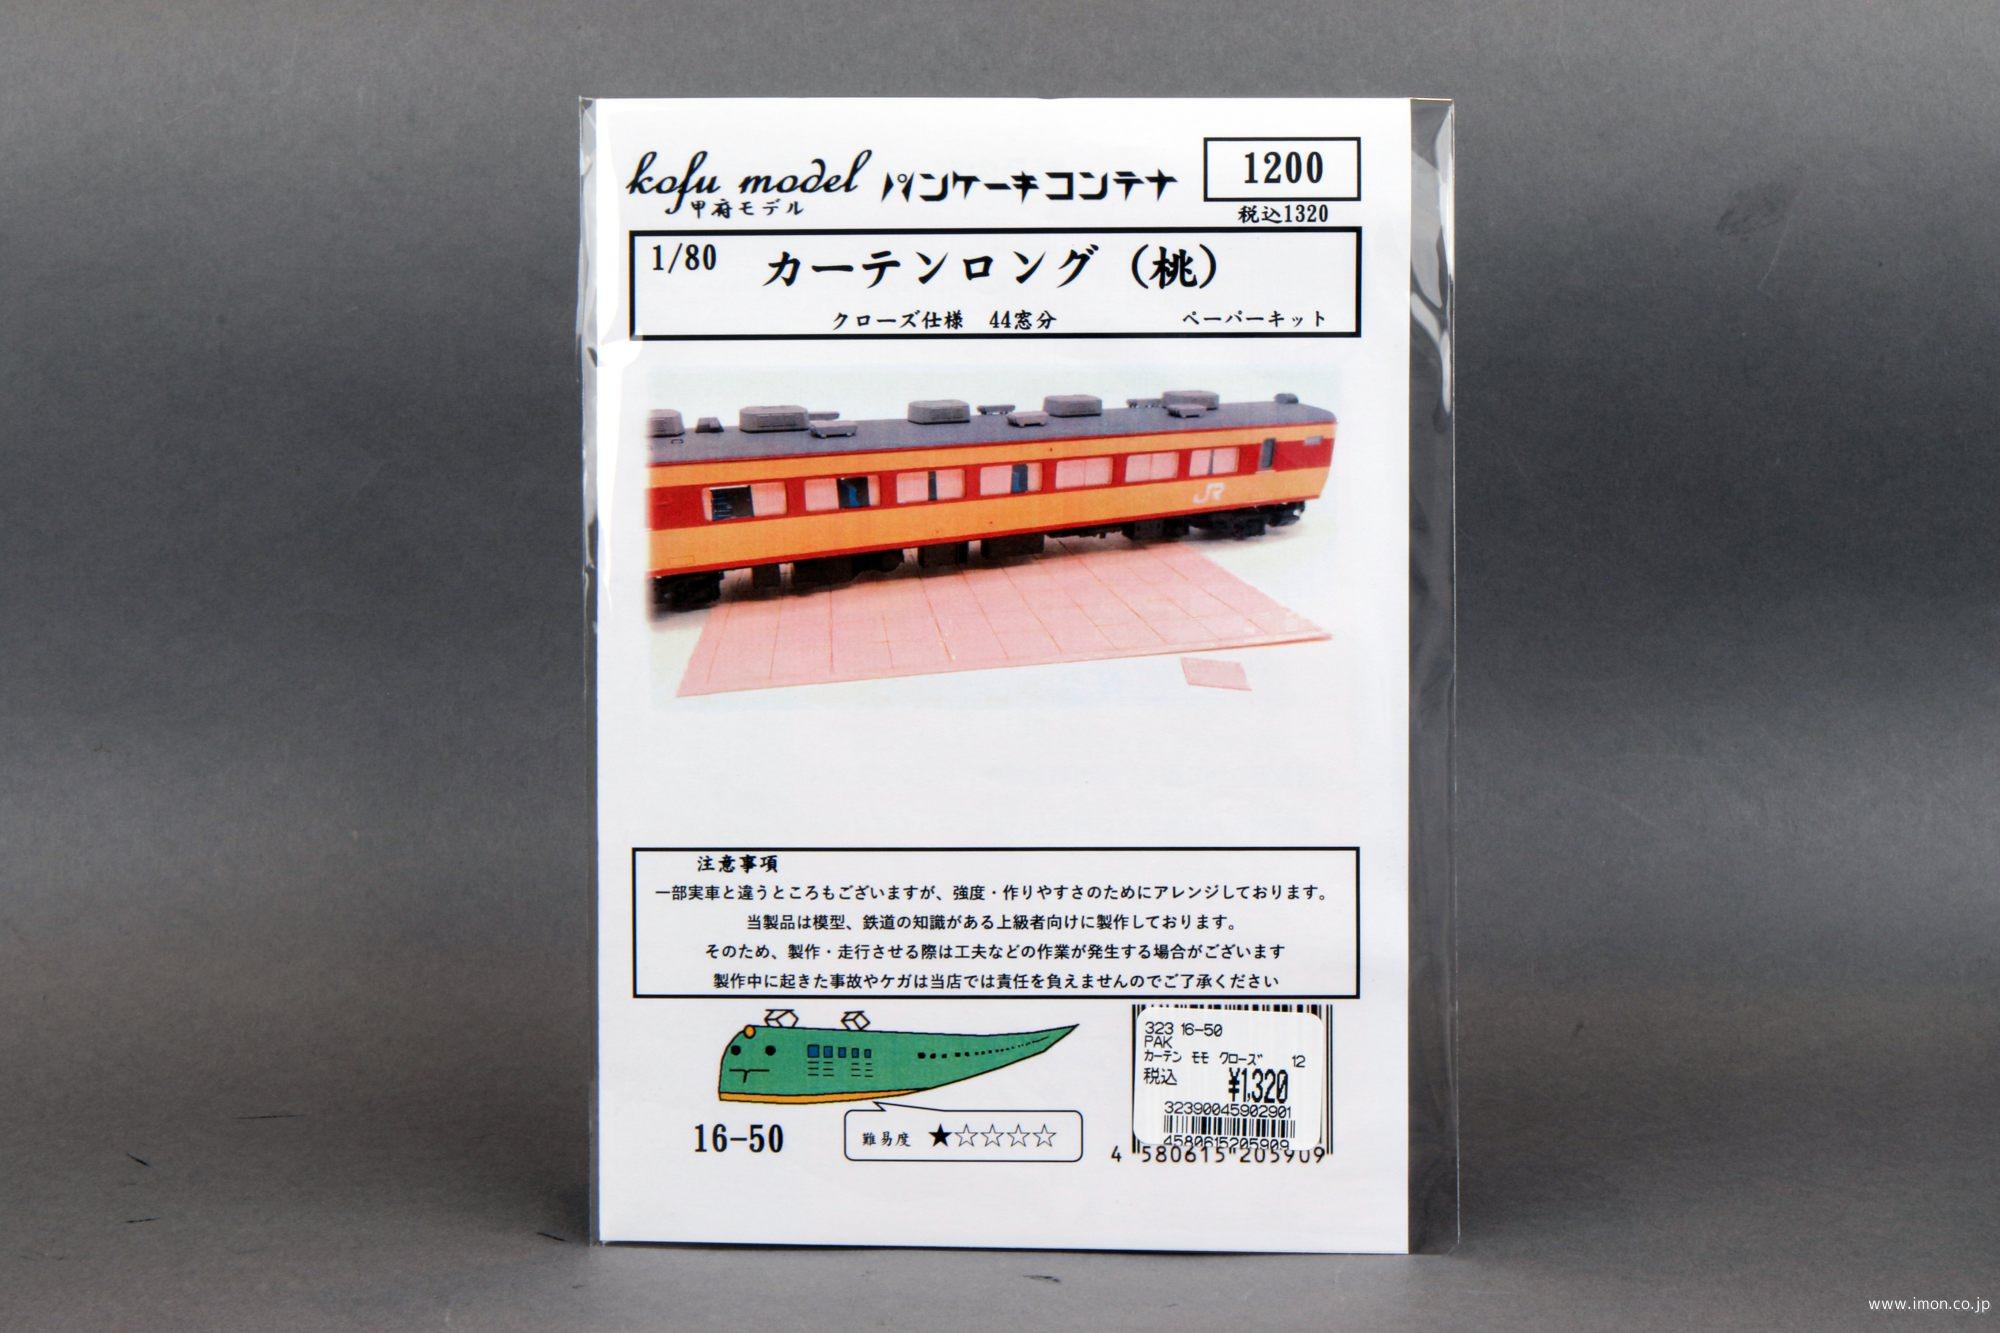 kofu model
甲府モデル
パンケーキコンテナ
1200
税込1320
1/80 カーテンロング（桃）
クローズ仕様 44窓分 ペーパーキット
JR
注意事項
一部実車と違うところもございますが、強度・作りやすさのためにアレンジしております。
当製品は模型、鉄道の知識がある上級者向けに製作しております。
そのため、製作・走行させる際は工夫などの作業が発生する場合がございます
製作中に起きた事故やケガは当店では責任を負えませんのでご了承ください
16-50
難易度 ★☆☆☆☆
323 16-50
PAK
カーテン モモ クローズ 12
税込 ¥1,320
32390045902901
4580615205909
4 580615 205909
www.imon.co.jp